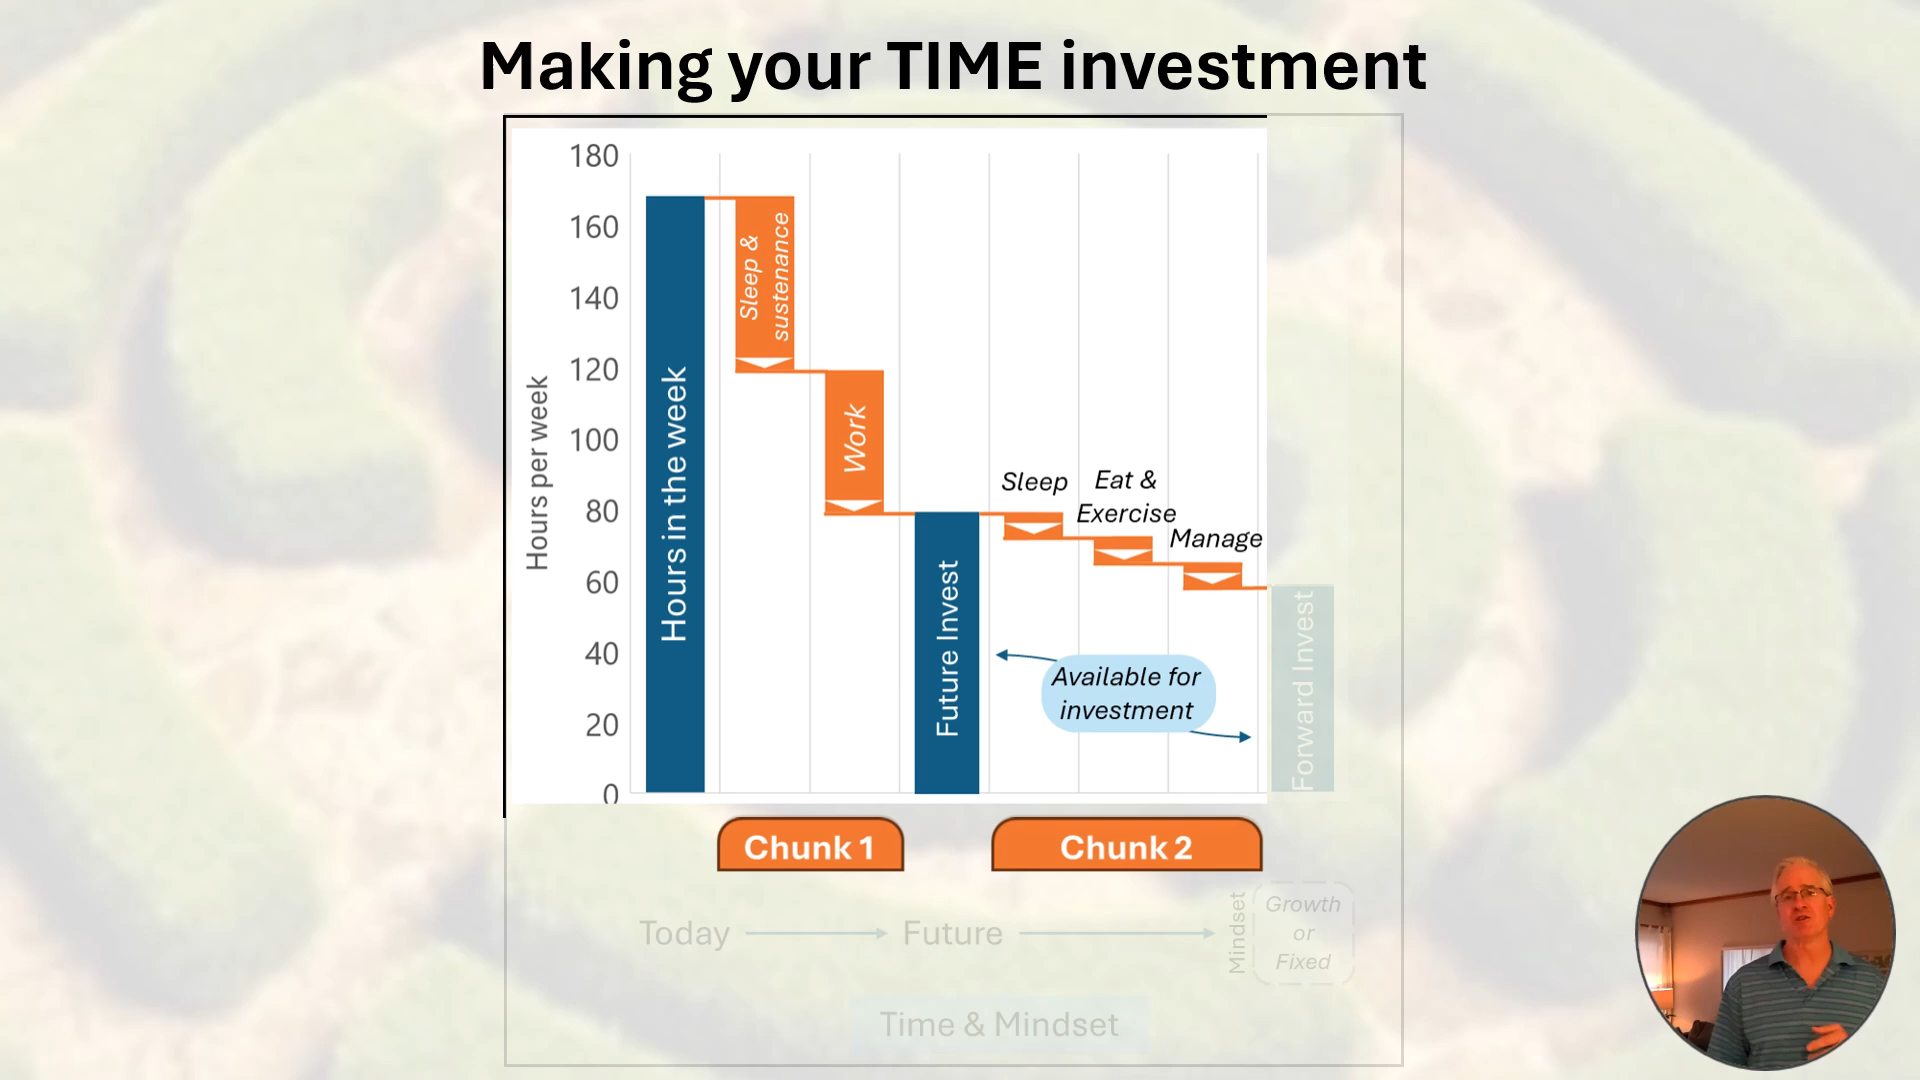 Making your TIME investment
Hours per week
180
160
140
120
100
80
60
40
20
0
Hours in the week
Sleep &
sustenance
Work
Future Invest
Sleep
Eat &
Exercise
Manage
Available for
investment
Forward Invest
Chunk 1
Chunk 2
Today
Future
Mindset
Growth
or
Fixed
Time & Mindset